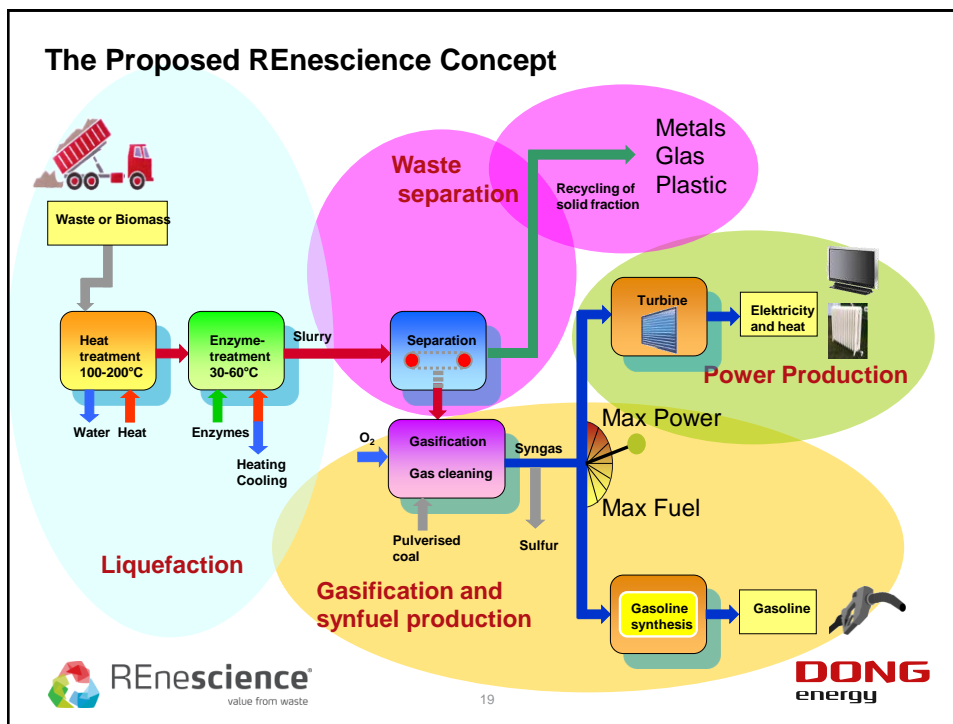 The Proposed REnescience Concept
Metals
Glas
Plastic
Waste
separation
Recycling of
solid fraction
Waste or Biomass
Heat
treatment
100-200°C
Enzyme-
treatment
30-60°C
Slurry
Separation
Turbine
Elektricity
and heat
Power Production
Water
Heat
Enzymes
Heating
Cooling
O₂
Gasification
Gas cleaning
Syngas
Max Power
Max Fuel
Pulverised
coal
Sulfur
Liquefaction
Gasification and
synfuel production
Gasoline
synthesis
Gasoline
REnescience®
value from waste
19
DONG
energy